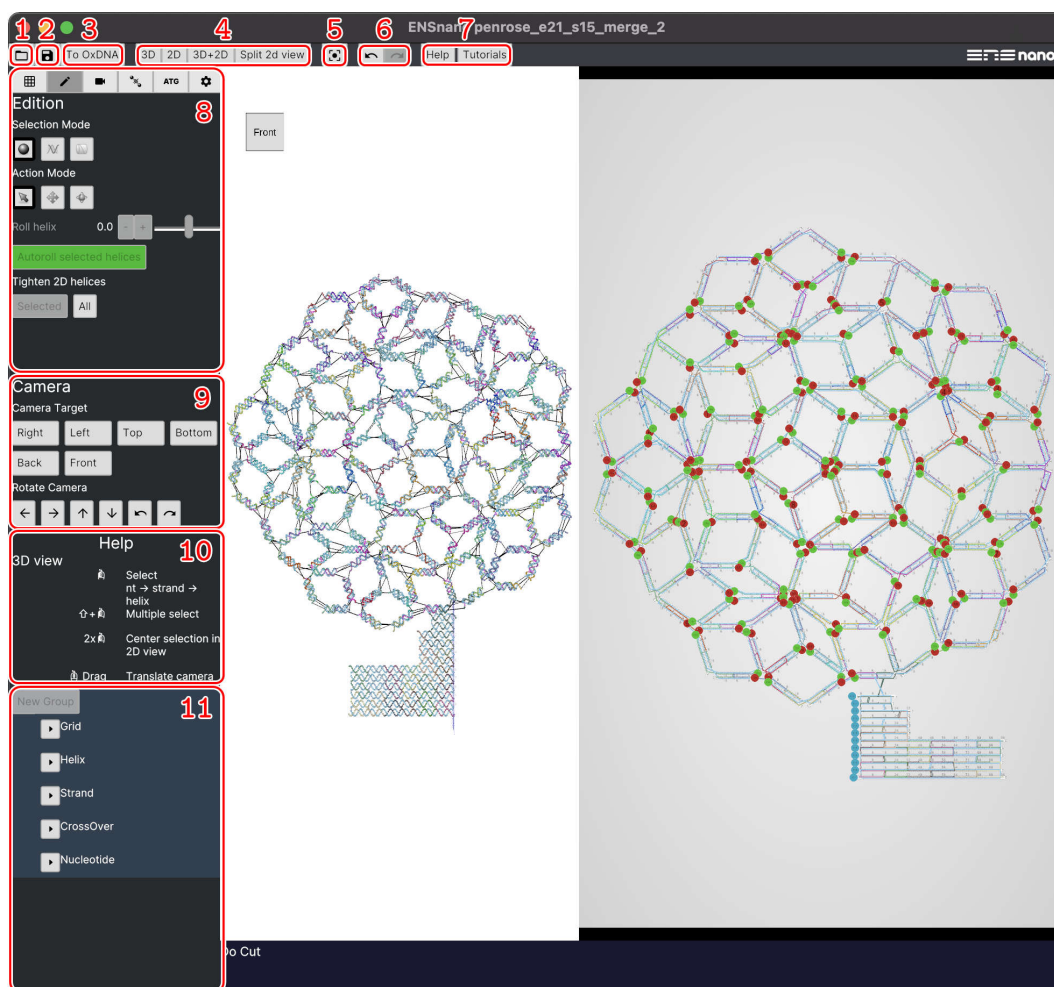 ENSnano penrose_e21_s15_merge_2
1 2 3 4 5 6 7
To OxDNA 3D 2D 3D+2D Split 2d view Help Tutorials nano
ATG
8
Edition
Selection Mode
Front
Action Mode
Roll helix 0.0 - +
Autoroll selected helices
Tighten 2D helices
Selected All
Camera
9
Camera Target
Right Left Top Bottom
Back Front
Rotate Camera
← → ↑ ↓
Help
10
3D view
Select
nt → strand →
helix
Multiple select
2x Center selection in
2D view
Drag Translate camera
New Group
11
Grid
Helix
Strand
CrossOver
Nucleotide
Do Cut